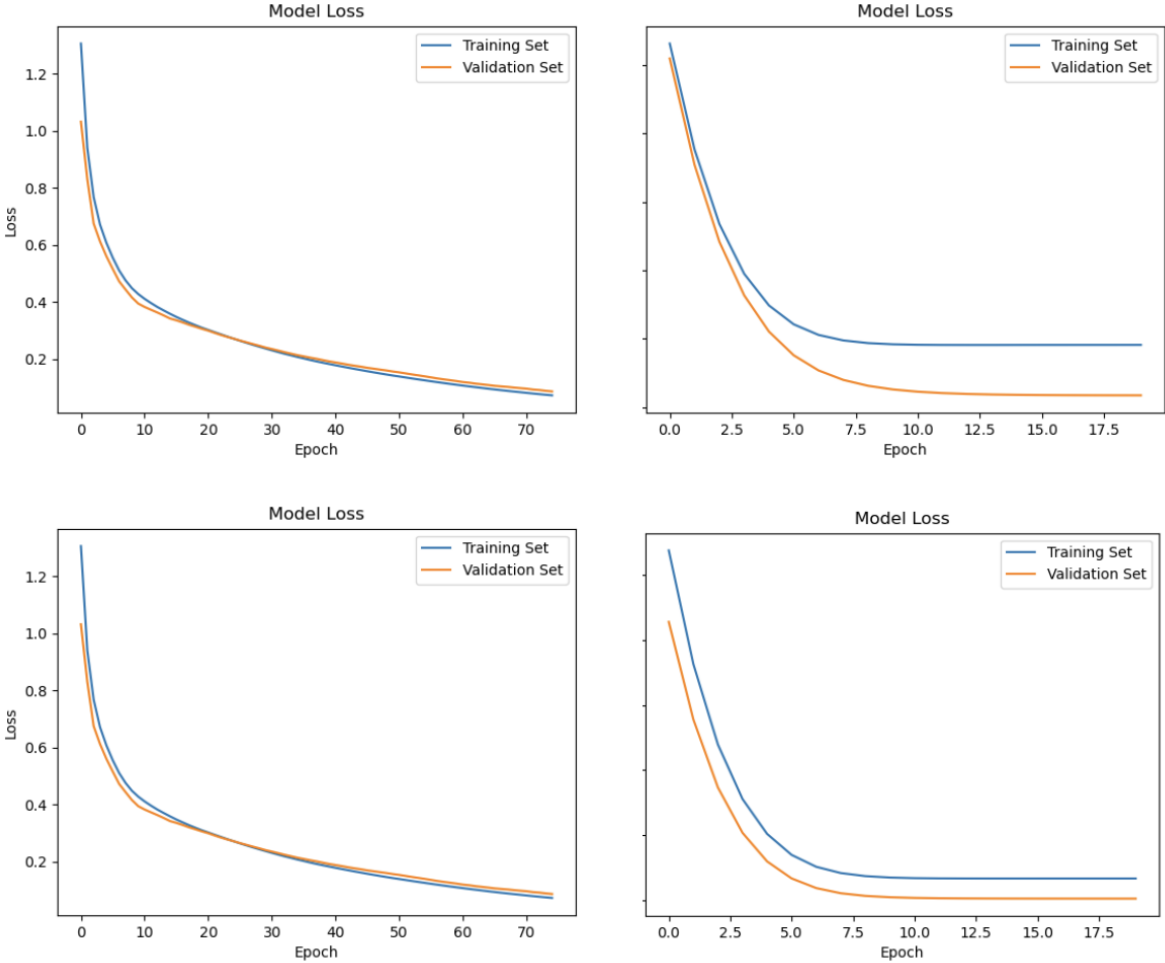 Model Loss
Training Set
Validation Set
1.2
1.0
0.8
0.6
0.4
0.2
Loss
0 10 20 30 40 50 60 70
Epoch
Model Loss
Training Set
Validation Set
0.0 2.5 5.0 7.5 10.0 12.5 15.0 17.5
Epoch
Model Loss
Training Set
Validation Set
1.2
1.0
0.8
0.6
0.4
0.2
Loss
0 10 20 30 40 50 60 70
Epoch
Model Loss
Training Set
Validation Set
0.0 2.5 5.0 7.5 10.0 12.5 15.0 17.5
Epoch